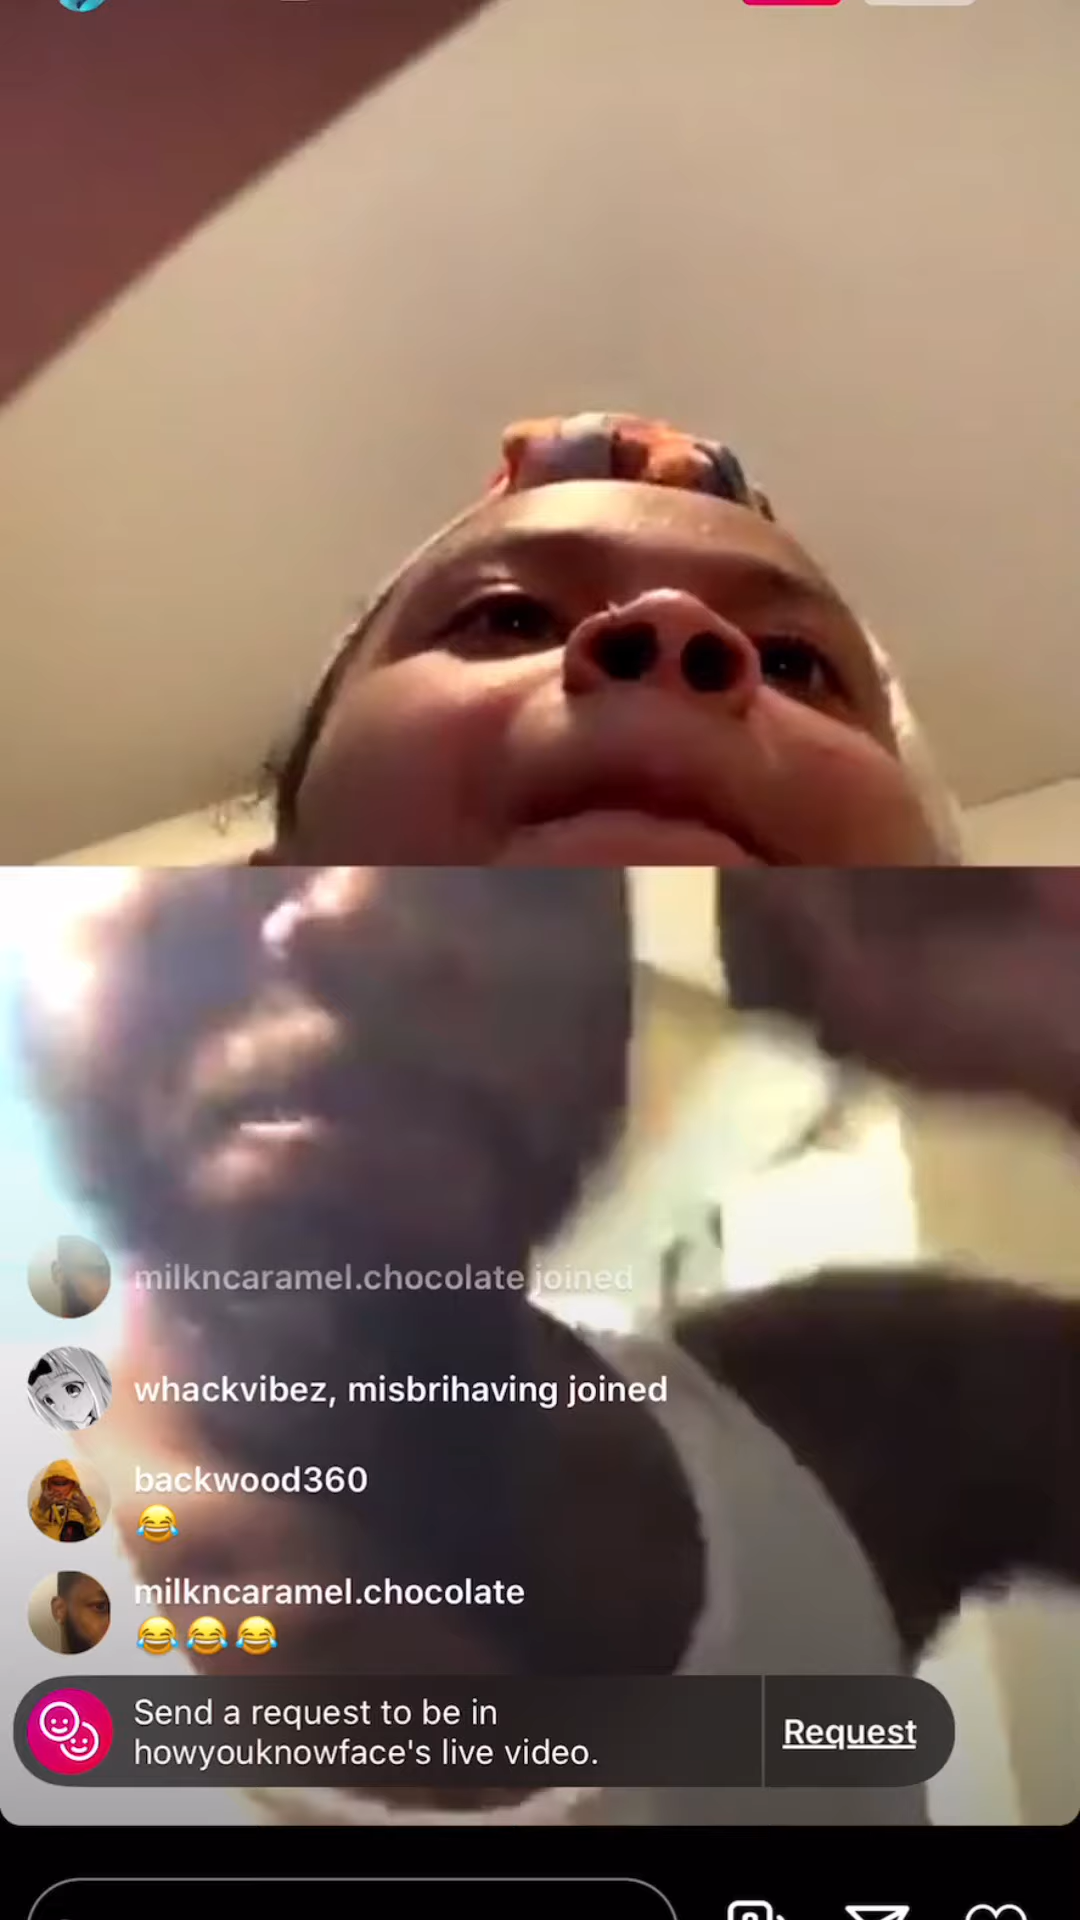 milkncaramel.chocolate joined
whackvibez, misbrihaving joined
backwood360
😂
milkncaramel.chocolate
😂😂😂
Send a request to be in
howyouknowface's live video.
Request